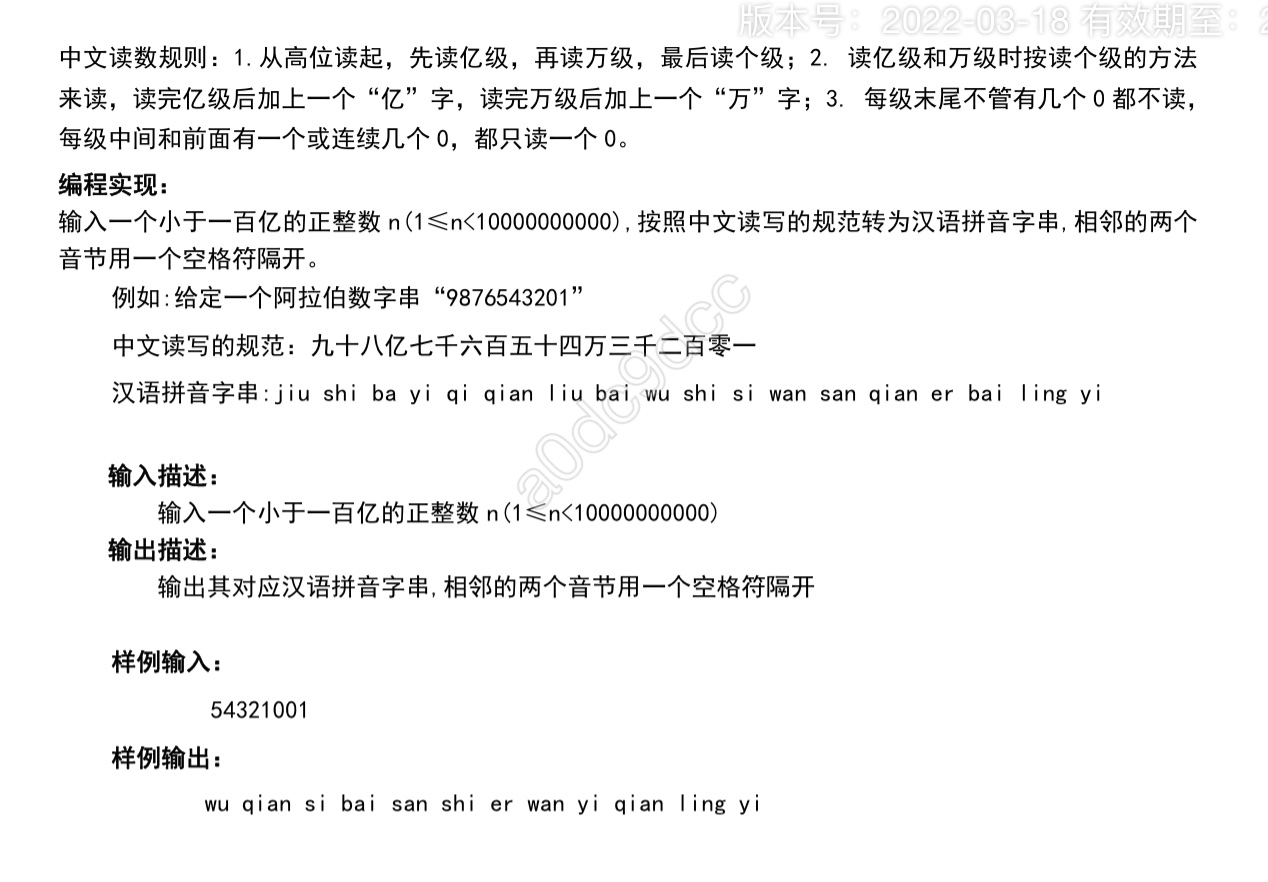 版本号：2022-03-18 有效期至：2
中文读数规则：1.从高位读起，先读亿级，再读万级，最后读个级；2. 读亿级和万级时按读个级的方法
来读，读完亿级后加上一个“亿”字，读完万级后加上一个“万”字；3. 每级末尾不管有几个0都不读，
每级中间和前面有一个或连续几个0，都只读一个0。
编程实现：
输入一个小于一百亿的正整数n(1≤n<10000000000),按照中文读写的规范转为汉语拼音字串,相邻的两个
音节用一个空格符隔开。
例如:给定一个阿拉伯数字串“9876543201”
中文读写的规范：九十八亿七千六百五十四万三千二百零一
汉语拼音字串:jiu shi ba yi qi qian liu bai wu shi si wan san qian er bai ling yi
a0dc9dcc
输入描述：
输入一个小于一百亿的正整数n(1≤n<10000000000)
输出描述：
输出其对应汉语拼音字串,相邻的两个音节用一个空格符隔开
样例输入：
54321001
样例输出：
wu qian si bai san shi er wan yi qian ling yi